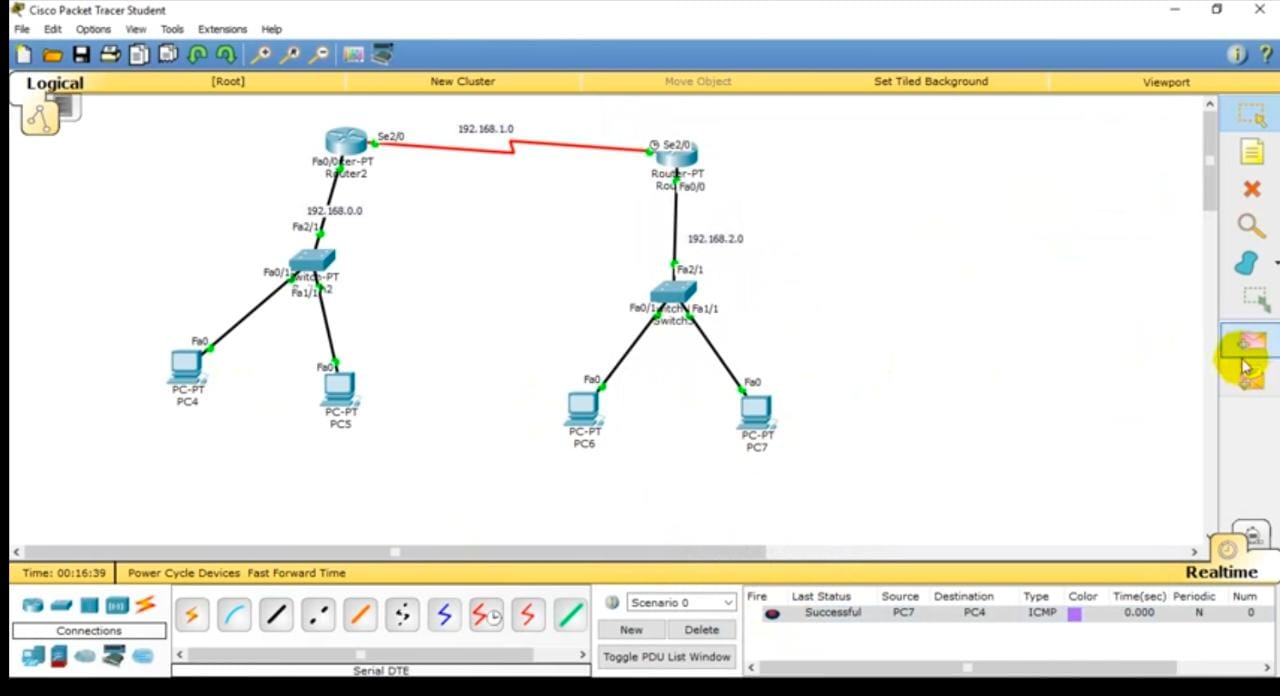 Cisco Packet Tracer Student
File Edit Options View Tools Extensions Help
Logical [Root] New Cluster Move Object Set Tiled Background Viewport
Se2/0 192.168.1.0 Se2/0
Fa0/0 ter-PT
Router2
Router-PT
Rou Fa0/0
192.168.0.0
Fa2/1
192.168.2.0
Fa2/1
Fa0/1 witch-PT
Fa1/1
Fa0/1 Fa1/1
Switch
Fa0
PC-PT
PC4
Fa0
PC-PT
PC5
Fa0
PC-PT
PC6
Fa0
PC-PT
PC7
Time: 00:16:39 Power Cycle Devices Fast Forward Time Realtime
Connections
Serial DTE
Scenario 0
New Delete
Toggle PDU List Window
Fire Last Status Source Destination Type Color Time(sec) Periodic Num
Successful PC7 PC4 ICMP 0.000 N 0